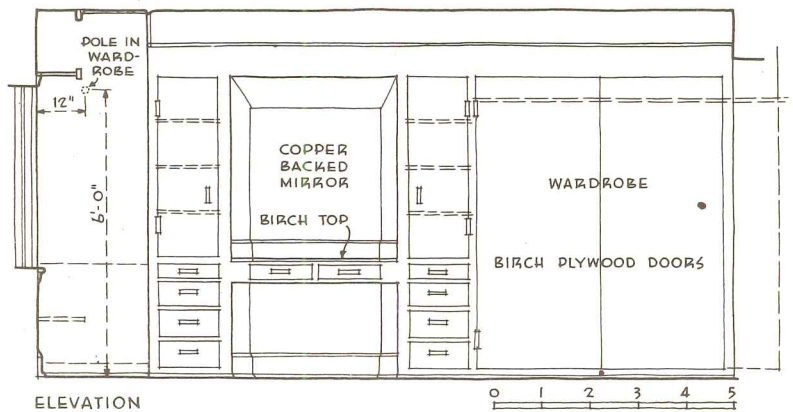 POLE IN
WARD-
ROBE
12"
6'-0"
COPPER
BACKED
MIRROR
BIRCH TOP
WARDROBE
BIRCH PLYWOOD DOORS
ELEVATION
0 1 2 3 4 5